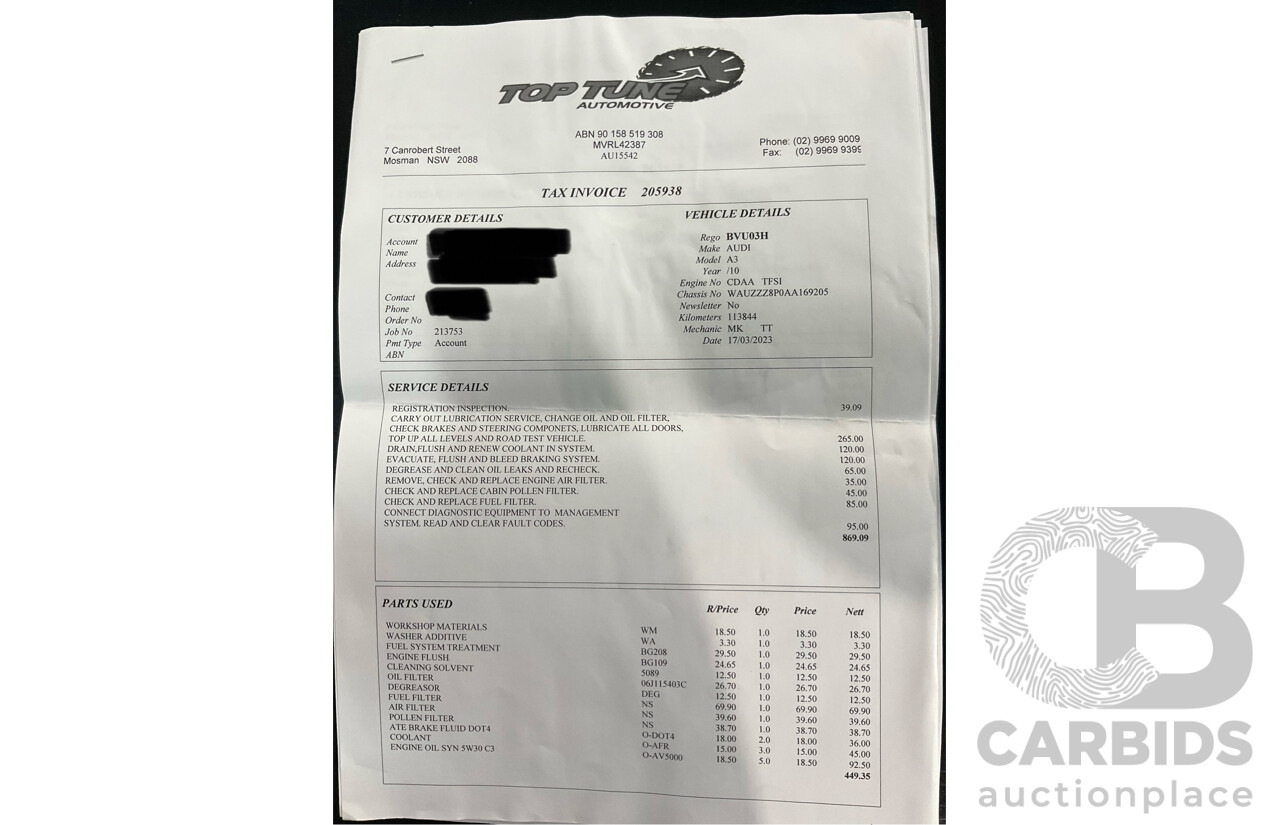 TOP TUNE
AUTOMOTIVE
ABN 90 158 519 308
MVRL42387
AU15542
7 Canrobert Street
Mosman NSW 2088
Phone: (02) 9969 9009
Fax: (02) 9969 9399
TAX INVOICE 205938
CUSTOMER DETAILS
Account
Name
Address
Contact
Phone
Order No
Job No 213753
Pmt Type Account
ABN
VEHICLE DETAILS
Rego BVU03H
Make AUDI
Model A3
Year /10
Engine No CDAA TFSI
Chassis No WAUZZZ8P0AA169205
Newsletter No
Kilometers 113844
Mechanic MK TT
Date 17/03/2023
SERVICE DETAILS
REGISTRATION INSPECTION. 39.09
CARRY OUT LUBRICATION SERVICE, CHANGE OIL AND OIL FILTER,
CHECK BRAKES AND STEERING COMPONETS, LUBRICATE ALL DOORS,
TOP UP ALL LEVELS AND ROAD TEST VEHICLE. 265.00
DRAIN,FLUSH AND RENEW COOLANT IN SYSTEM. 120.00
EVACUATE, FLUSH AND BLEED BRAKING SYSTEM. 120.00
DEGREASE AND CLEAN OIL LEAKS AND RECHECK. 65.00
REMOVE, CHECK AND REPLACE ENGINE AIR FILTER. 35.00
CHECK AND REPLACE CABIN POLLEN FILTER. 45.00
CHECK AND REPLACE FUEL FILTER. 85.00
CONNECT DIAGNOSTIC EQUIPMENT TO MANAGEMENT
SYSTEM. READ AND CLEAR FAULT CODES. 95.00
869.09
PARTS USED R/Price Qty Price Nett
WORKSHOP MATERIALS WM 18.50 1.0 18.50 18.50
WASHER ADDITIVE WA 3.30 1.0 3.30 3.30
FUEL SYSTEM TREATMENT BG208 29.50 1.0 29.50 29.50
ENGINE FLUSH BG109 24.65 1.0 24.65 24.65
CLEANING SOLVENT 5089 12.50 1.0 12.50 12.50
OIL FILTER 06J115403C 26.70 1.0 26.70 26.70
DEGREASOR DEG 12.50 1.0 12.50 12.50
FUEL FILTER NS 69.90 1.0 69.90 69.90
AIR FILTER NS 39.60 1.0 39.60 39.60
POLLEN FILTER NS 38.70 1.0 38.70 38.70
ATE BRAKE FLUID DOT4 O-DOT4 18.00 2.0 18.00 36.00
COOLANT O-AFR 15.00 3.0 15.00 45.00
ENGINE OIL SYN 5W30 C3 O-AV5000 18.50 5.0 18.50 92.50
449.35
CB
CARBIDS
auctionplace